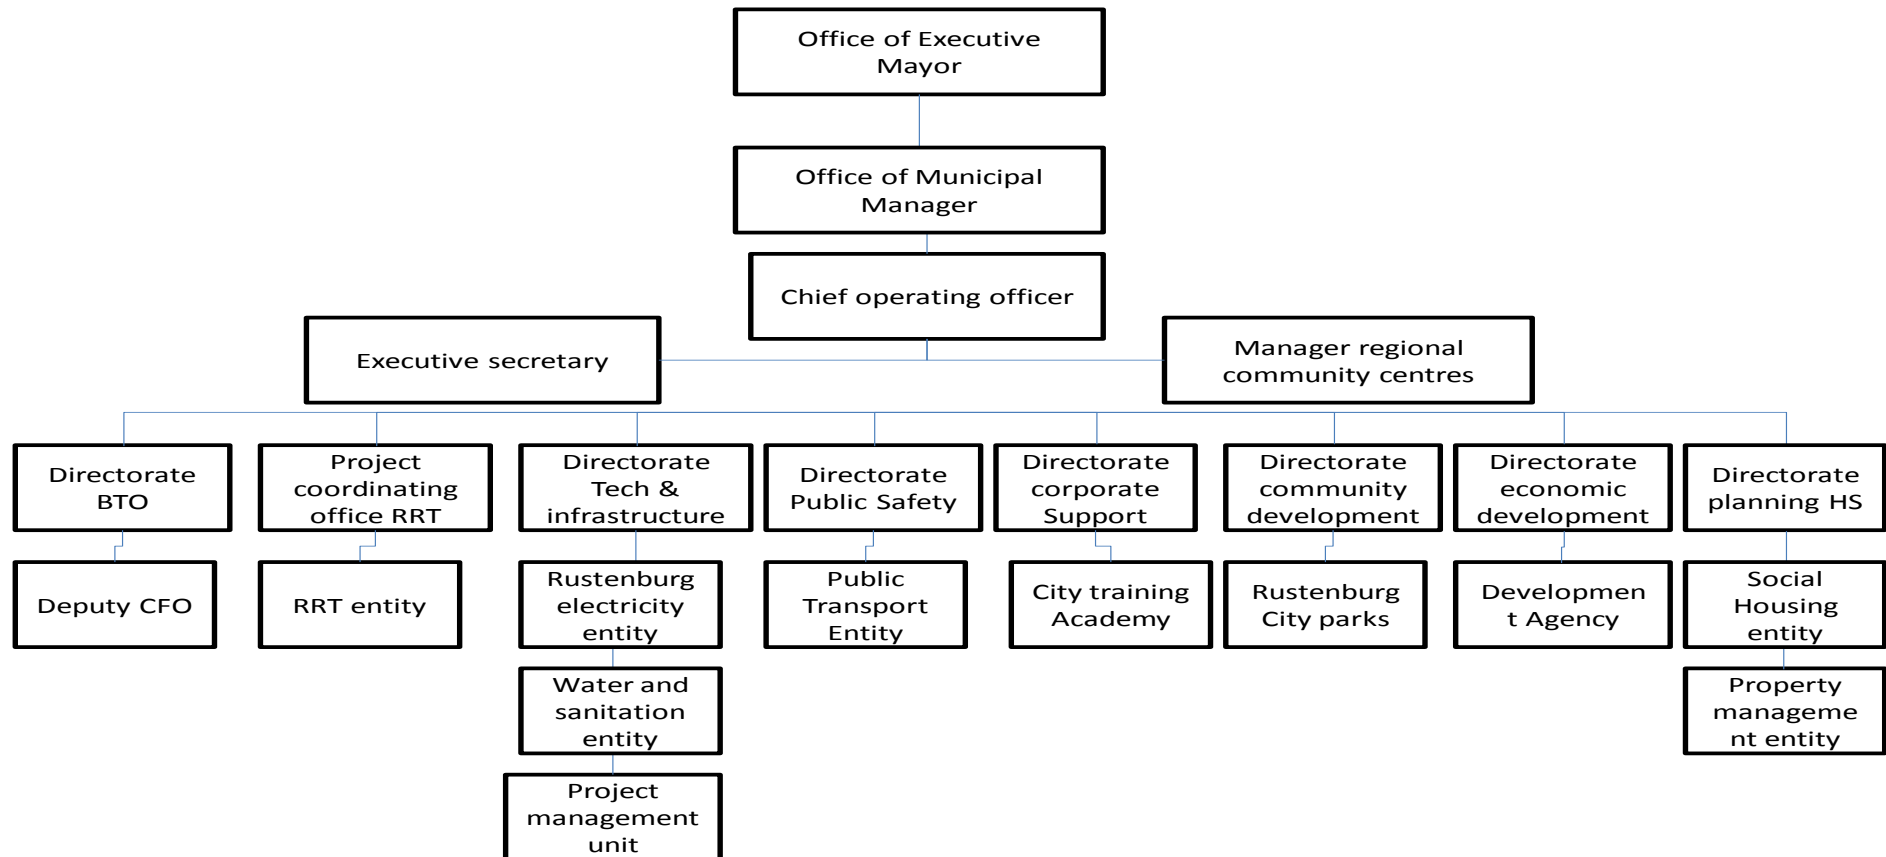 Office of Executive
Mayor
Office of Municipal
Manager
Chief operating officer
Executive secretary
Manager regional
community centres
Directorate
BTO
Project
coordinating
office RRT
Directorate
Tech &
infrastructure
Directorate
Public Safety
Directorate
corporate
Support
Directorate
community
development
Directorate
economic
development
Directorate
planning HS
Deputy CFO
RRT entity
Rustenburg
electricity
entity
Public
Transport
Entity
City training
Academy
Rustenburg
City parks
Developmen
t Agency
Social
Housing
entity
Water and
sanitation
entity
Property
manageme
nt entity
Project
management
unit